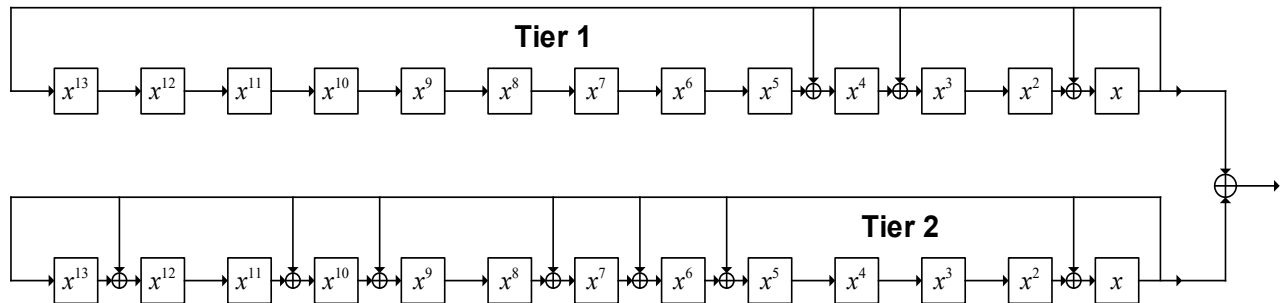 Tier 1
x¹³ x¹² x¹¹ x¹⁰ x⁹ x⁸ x⁷ x⁶ x⁵ x⁴ x³ x² x
Tier 2
x¹³ x¹² x¹¹ x¹⁰ x⁹ x⁸ x⁷ x⁶ x⁵ x⁴ x³ x² x